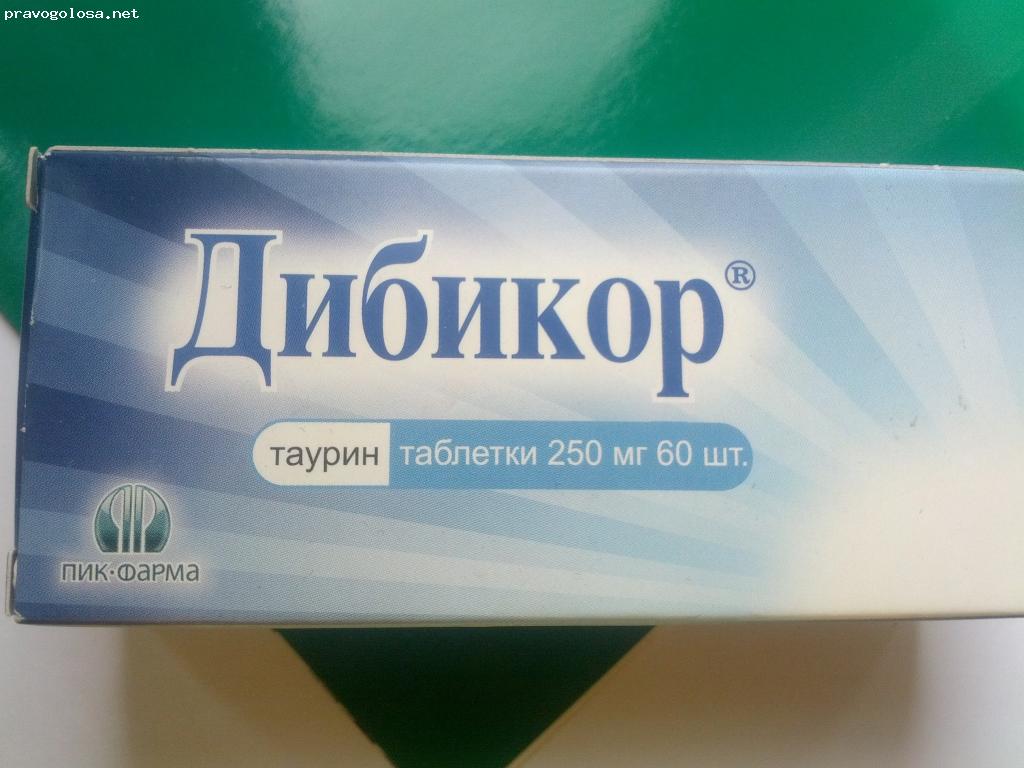 pravogolosa.net
Дибикор®
таурин таблетки 250 мг 60 шт.
ПИК-ФАРМА